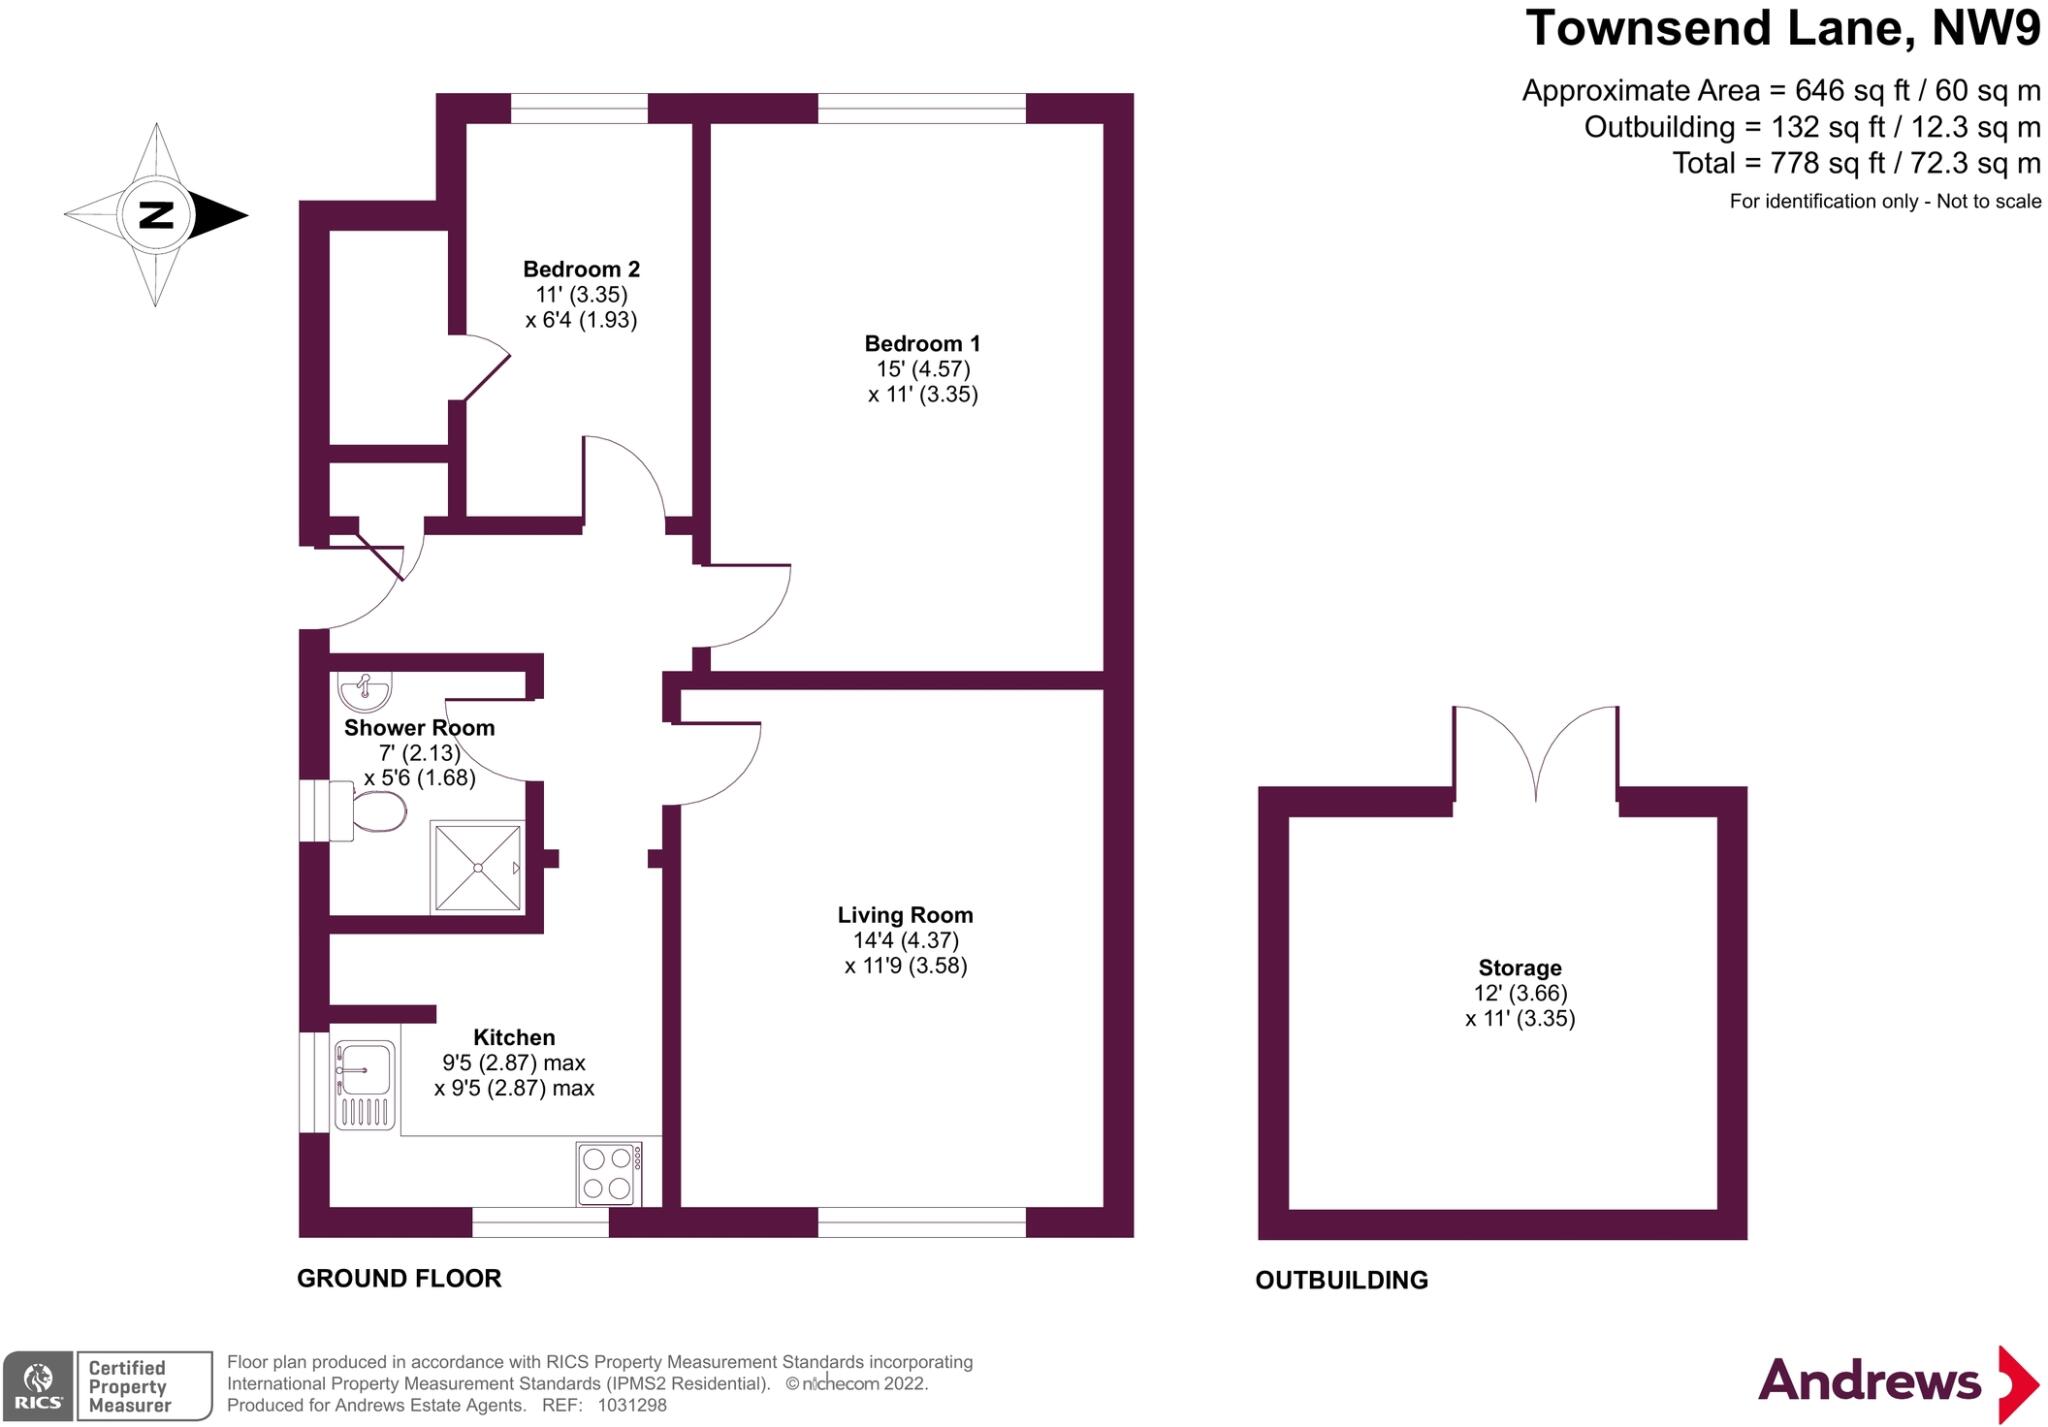 Townsend Lane, NW9
Approximate Area = 646 sq ft / 60 sq m
Outbuilding = 132 sq ft / 12.3 sq m
Total = 778 sq ft / 72.3 sq m
For identification only - Not to scale
N
Bedroom 2
11' (3.35)
x 6'4 (1.93)
Bedroom 1
15' (4.57)
x 11' (3.35)
Shower Room
7' (2.13)
x 5'6 (1.68)
Living Room
14'4 (4.37)
x 11'9 (3.58)
Storage
12' (3.66)
x 11' (3.35)
Kitchen
9'5 (2.87) max
x 9'5 (2.87) max
GROUND FLOOR
OUTBUILDING
RICS
Certified
Property
Measurer
Floor plan produced in accordance with RICS Property Measurement Standards incorporating
International Property Measurement Standards (IPMS2 Residential). © nichecom 2022.
Produced for Andrews Estate Agents. REF: 1031298
Andrews